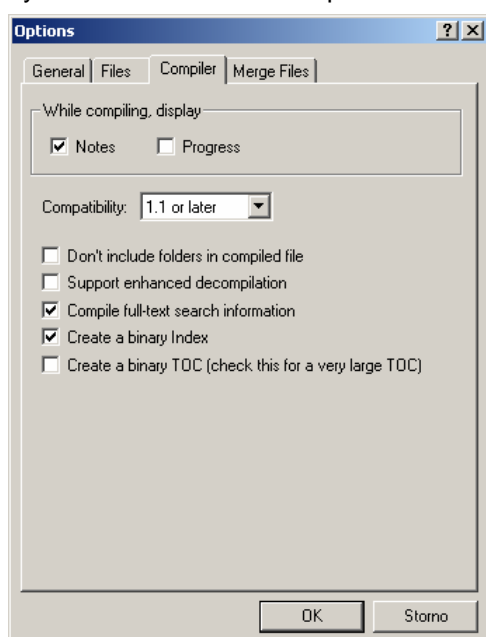 Options
General Files Compiler Merge Files
While compiling, display
Notes Progress
Compatibility: 1.1 or later
Don't include folders in compiled file
Support enhanced decompilation
Compile full-text search information
Create a binary Index
Create a binary TOC (check this for a very large TOC)
OK Storno